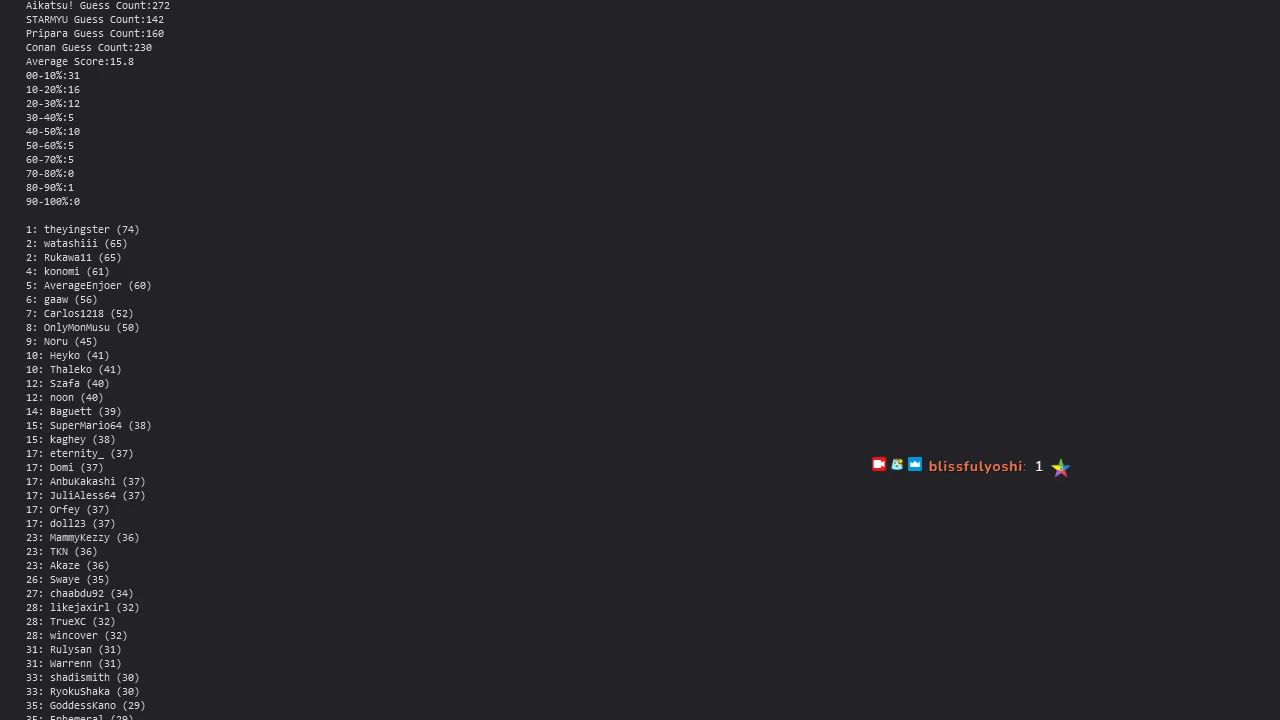 Aikatsu! Guess Count:272
STARMYU Guess Count:142
Pripara Guess Count:160
Conan Guess Count:230
Average Score:15.8
00-10%:31
10-20%:16
20-30%:12
30-40%:5
40-50%:10
50-60%:5
60-70%:5
70-80%:0
80-90%:1
90-100%:0
1: theyingster (74)
2: watashiii (65)
2: Rukawa11 (65)
4: konomi (61)
5: AverageEnjoer (60)
6: gaaw (56)
7: Carlos1218 (52)
8: OnlyMonMusu (50)
9: Noru (45)
10: Heyko (41)
10: Thaleko (41)
12: Szafa (40)
12: noon (40)
14: Baguett (39)
15: SuperMario64 (38)
15: kaghey (38)
17: eternity_ (37)
17: Domi (37)
17: AnbuKakashi (37)
17: JuliAless64 (37)
17: Orfey (37)
17: doll23 (37)
23: MammyKezzy (36)
23: TKN (36)
23: Akaze (36)
26: Swaye (35)
27: chaabdu92 (34)
28: likejaxirl (32)
28: TrueXC (32)
28: wincover (32)
31: Rulysan (31)
31: Warrenn (31)
33: shadismith (30)
33: RyokuShaka (30)
35: GoddessKano (29)
35: Ephemeral (29)
blissfulyoshi: 1